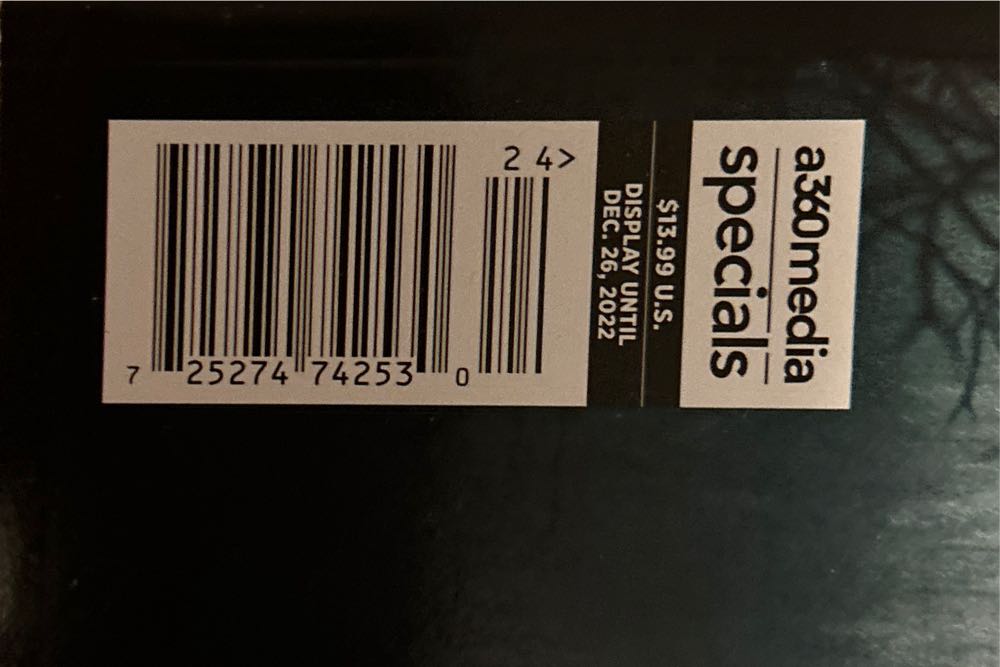 a360media
specials
$13.99 U.S.
DISPLAY UNTIL
DEC. 26, 2022
2 4>
7 25274 74253 0